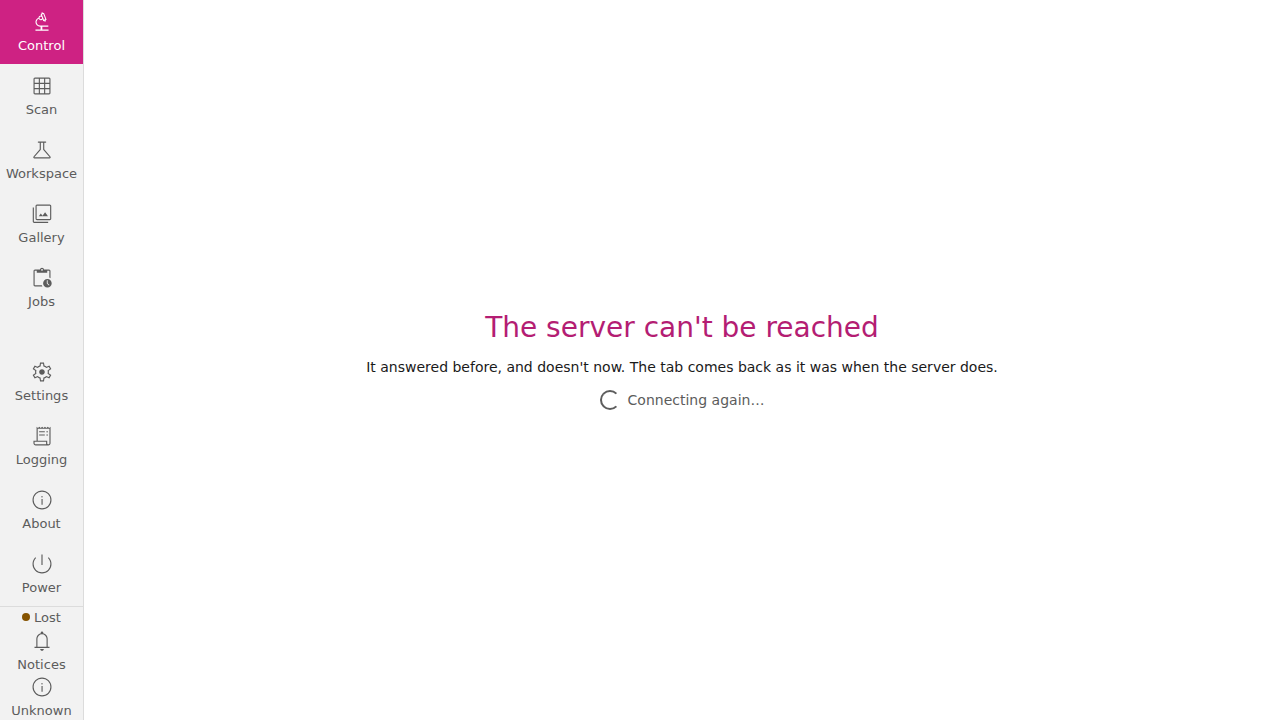 Control
Scan
Workspace
Gallery
Jobs
Settings
Logging
About
Power
Lost
Notices
Unknown
The server can't be reached
It answered before, and doesn't now. The tab comes back as it was when the server does.
Connecting again…